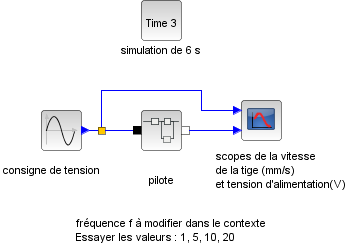 Time 3
simulation de 6 s
consigne de tension
pilote
scopes de la vitesse
de la tige (mm/s)
et tension d'alimentation(V)
fréquence f à modifier dans le contexte
Essayer les valeurs : 1, 5, 10, 20